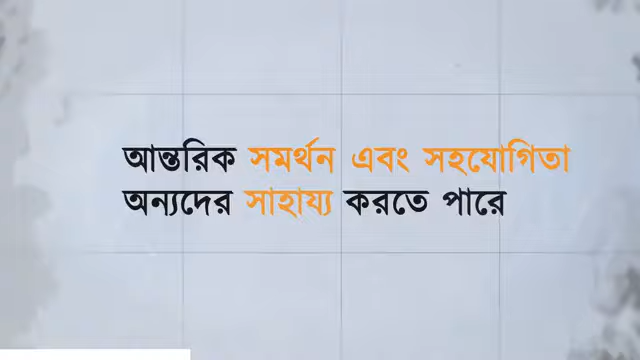 আন্তরিক সমর্থন এবং সহযোগিতা
অন্যদের সাহায্য করতে পারে